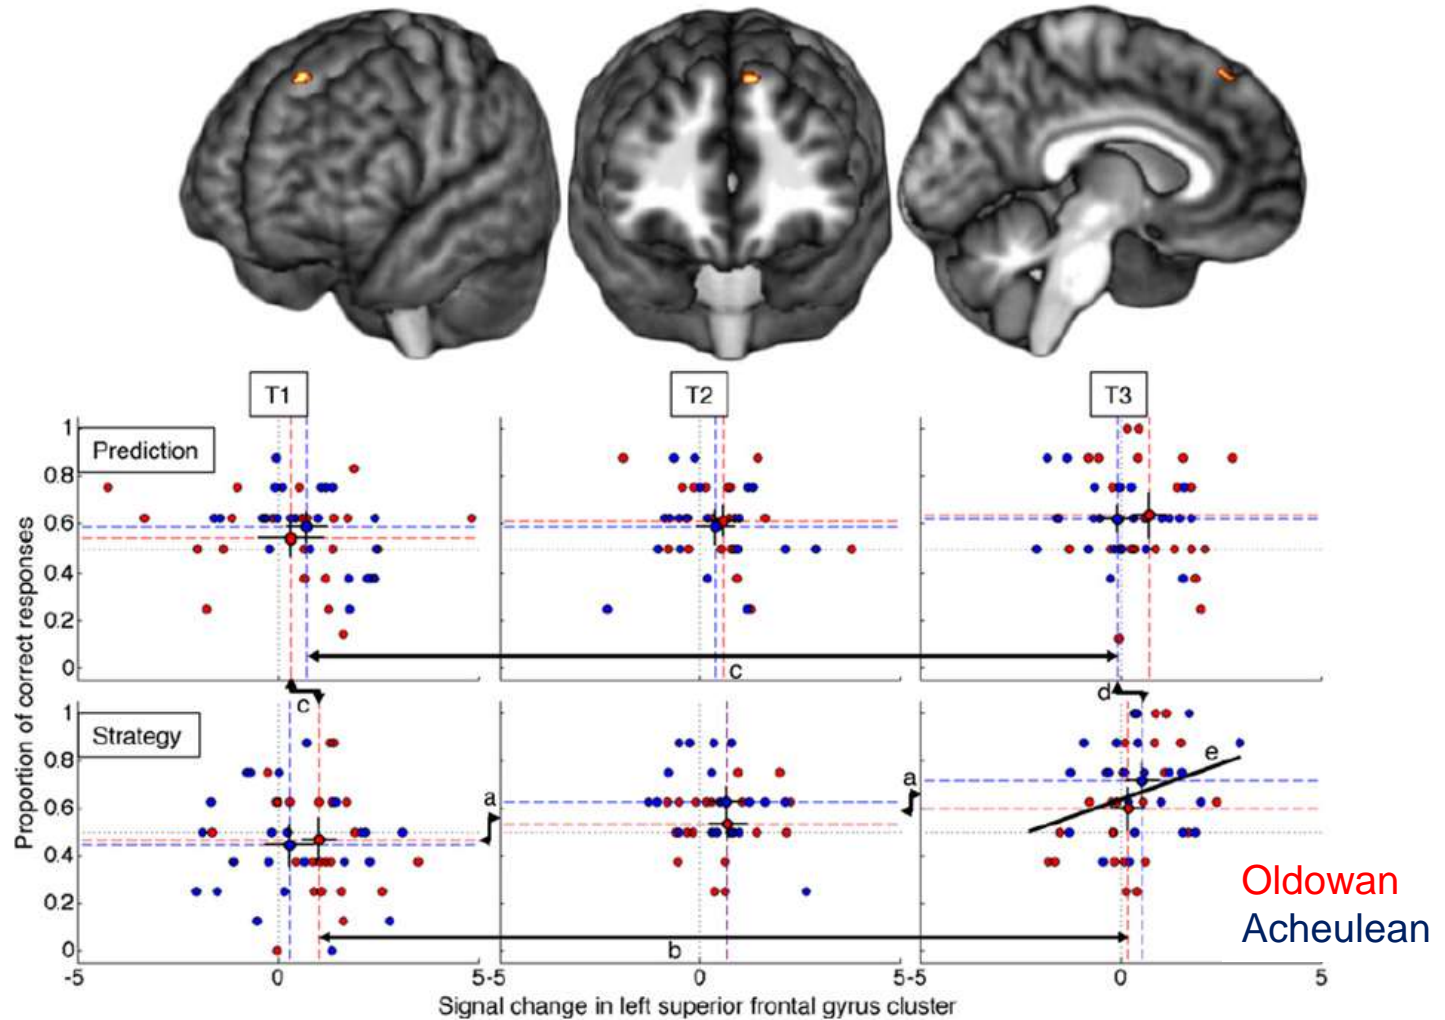 T1
T2
T3
Prediction
1
0.8
0.6
0.4
0.2
0
c
c
d
Strategy
1
0.8
0.6
0.4
0.2
0
a
a
e
b
Proportion of correct responses
-5
0
5
-5
0
5
-5
0
5
Signal change in left superior frontal gyrus cluster
Oldowan
Acheulean